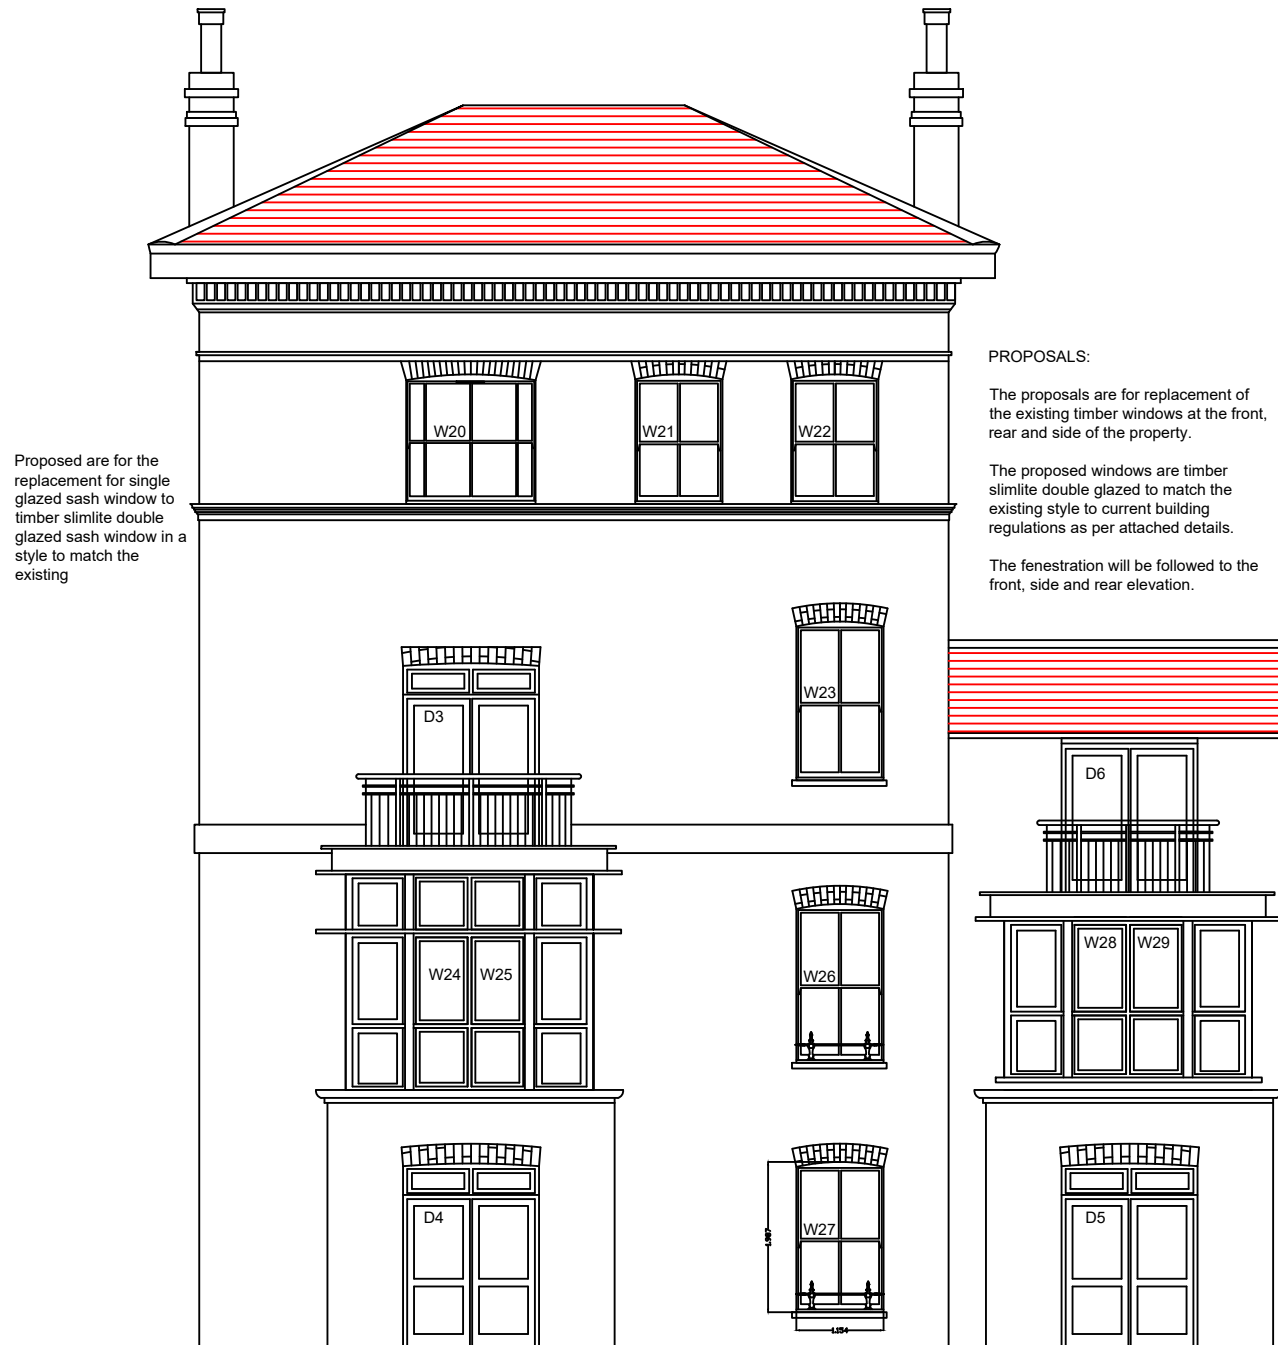 PROPOSALS:
The proposals are for replacement of
the existing timber windows at the front,
rear and side of the property.
The proposed windows are timber
slimlite double glazed to match the
existing style to current building
regulations as per attached details.
The fenestration will be followed to the
front, side and rear elevation.
Proposed are for the
replacement for single
glazed sash window to
timber slimlite double
glazed sash window in a
style to match the
existing
W20
W21
W22
W23
D3
D6
W24
W25
W26
W28
W29
D4
W27
D5
1.154